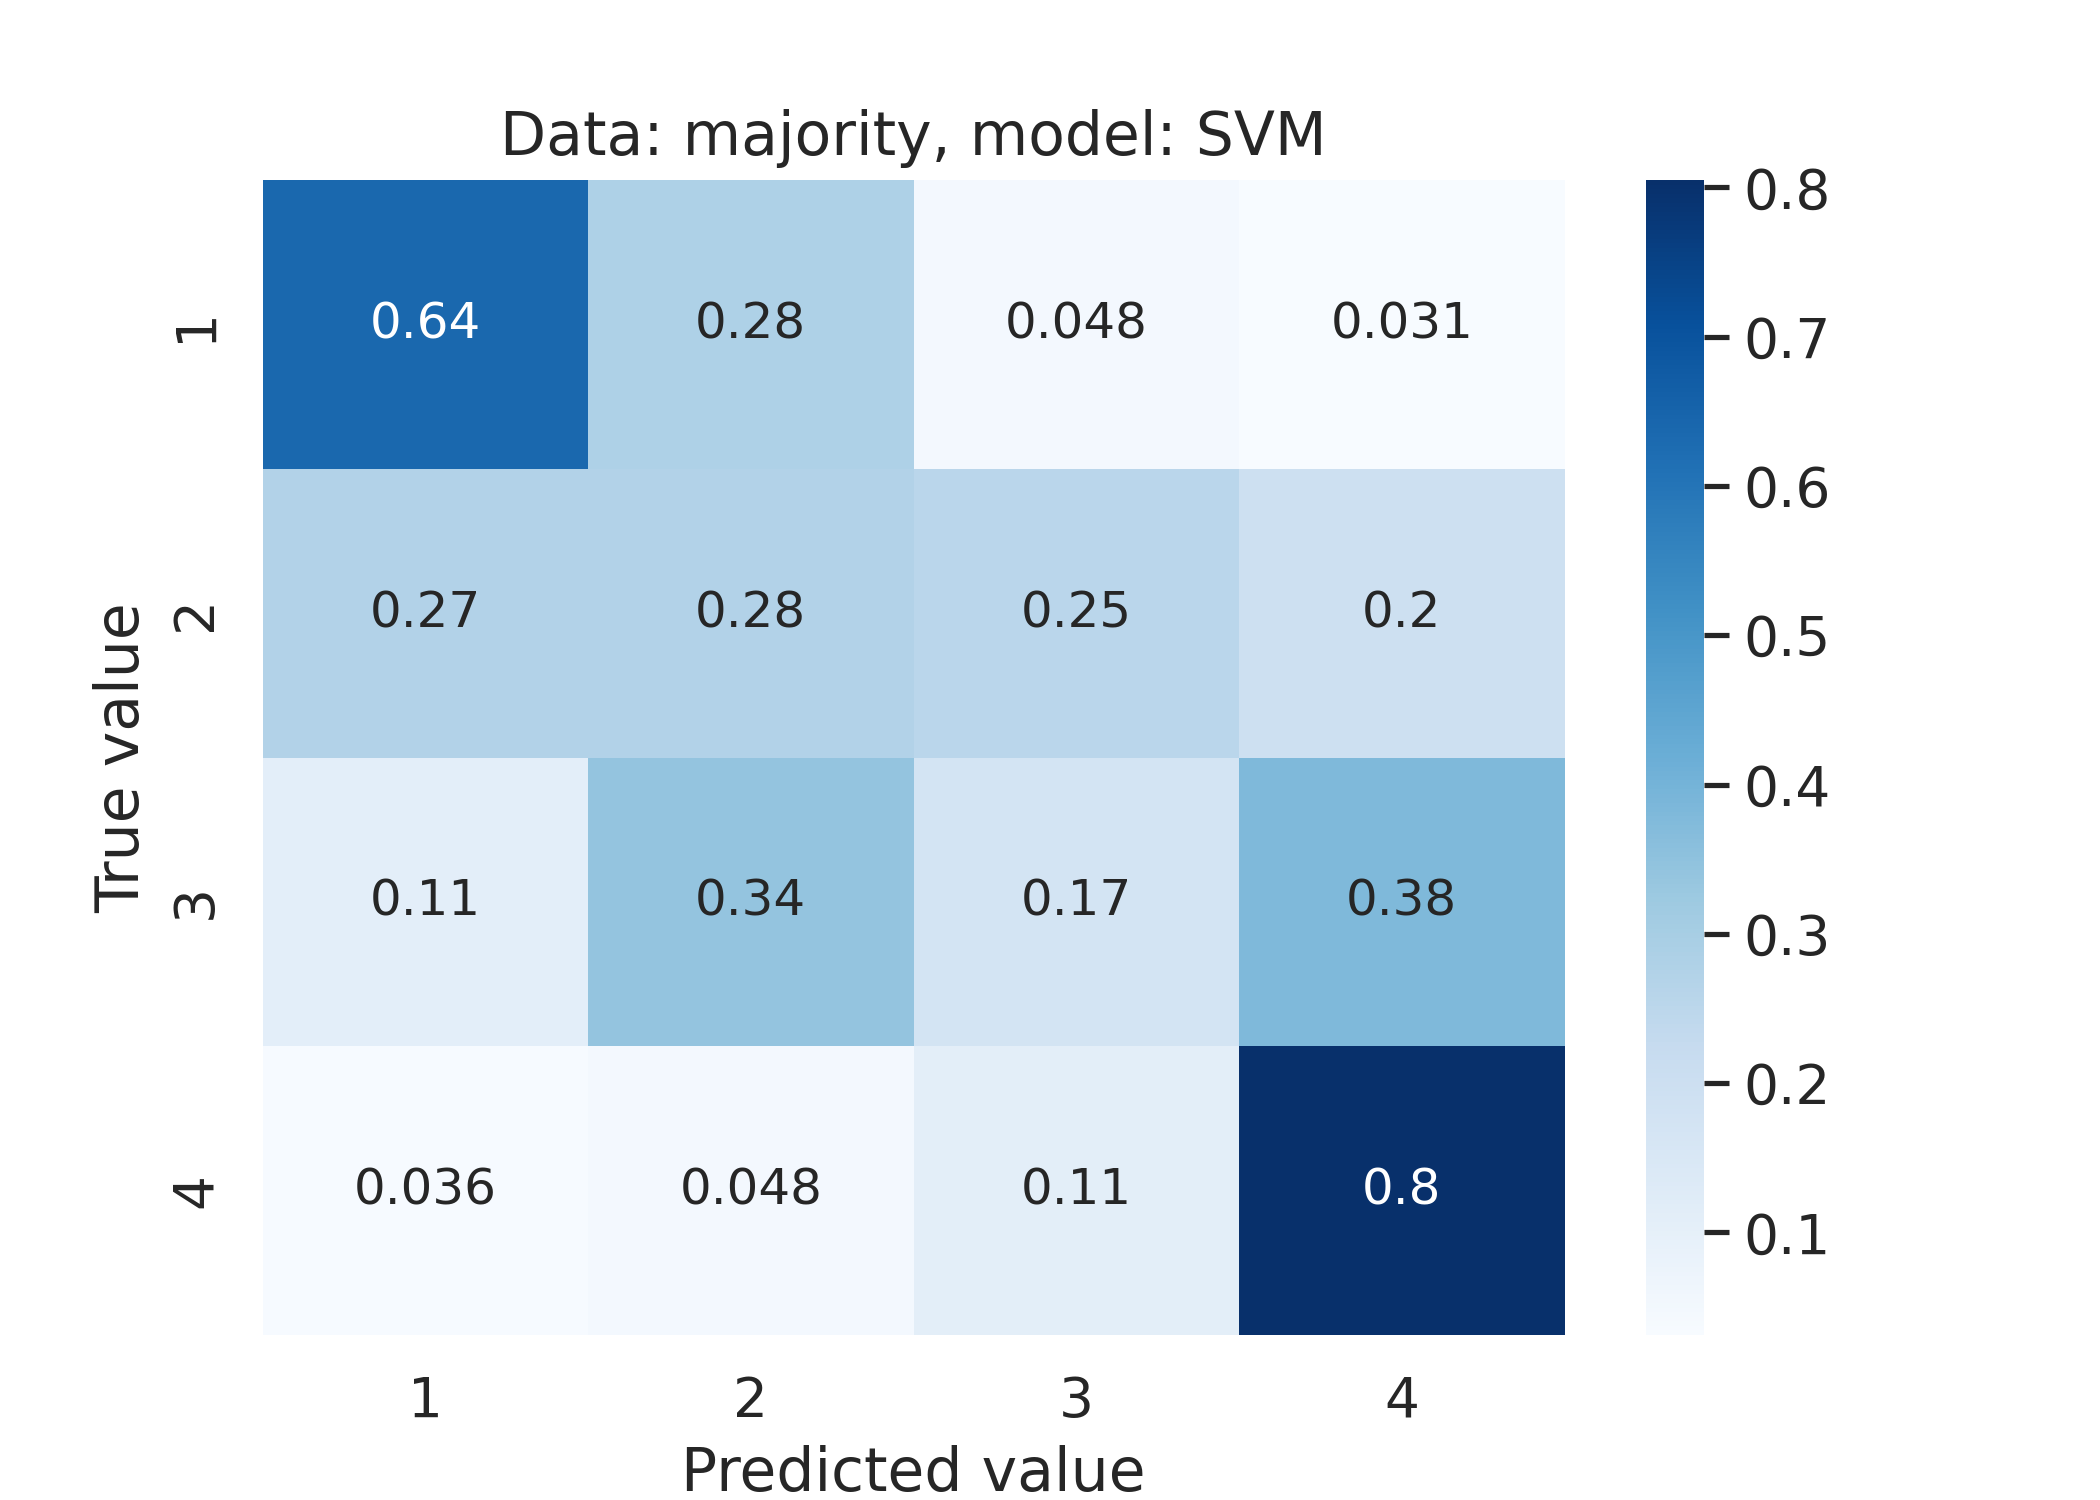 Data: majority, model: SVM
1 0.64 0.28 0.048 0.031
2 0.27 0.28 0.25 0.2
3 0.11 0.34 0.17 0.38
4 0.036 0.048 0.11 0.8
True value
1 2 3 4
Predicted value
0.8
0.7
0.6
0.5
0.4
0.3
0.2
0.1